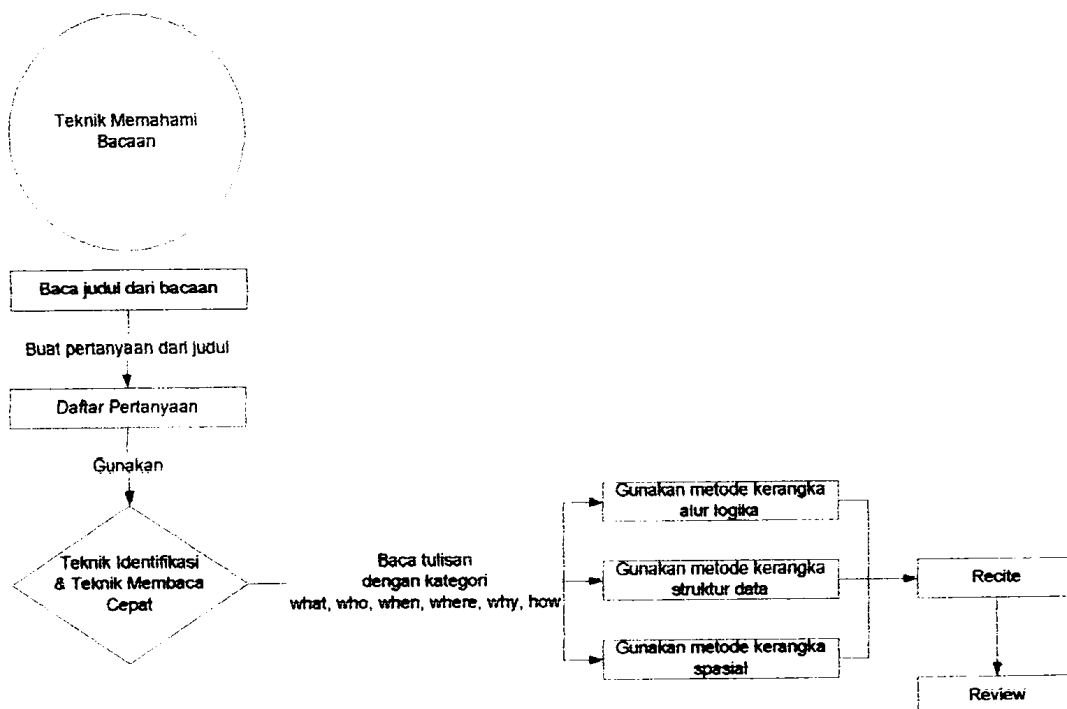 Teknik Memahami
Bacaan
Baca judul dari bacaan
Buat pertanyaan dari judul
Daftar Pertanyaan
Gunakan
Teknik Identifikasi
& Teknik Membaca
Cepat
Baca tulisan
dengan kategori
what, who, when, where, why, how
Gunakan metode kerangka
alur logika
Gunakan metode kerangka
struktur data
Gunakan metode kerangka
spasial
Recite
Review